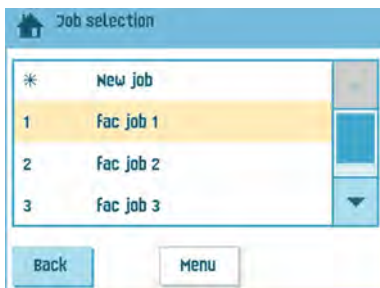 Job selection
* New job
1 fac job 1
2 fac job 2
3 fac job 3
Back Menu